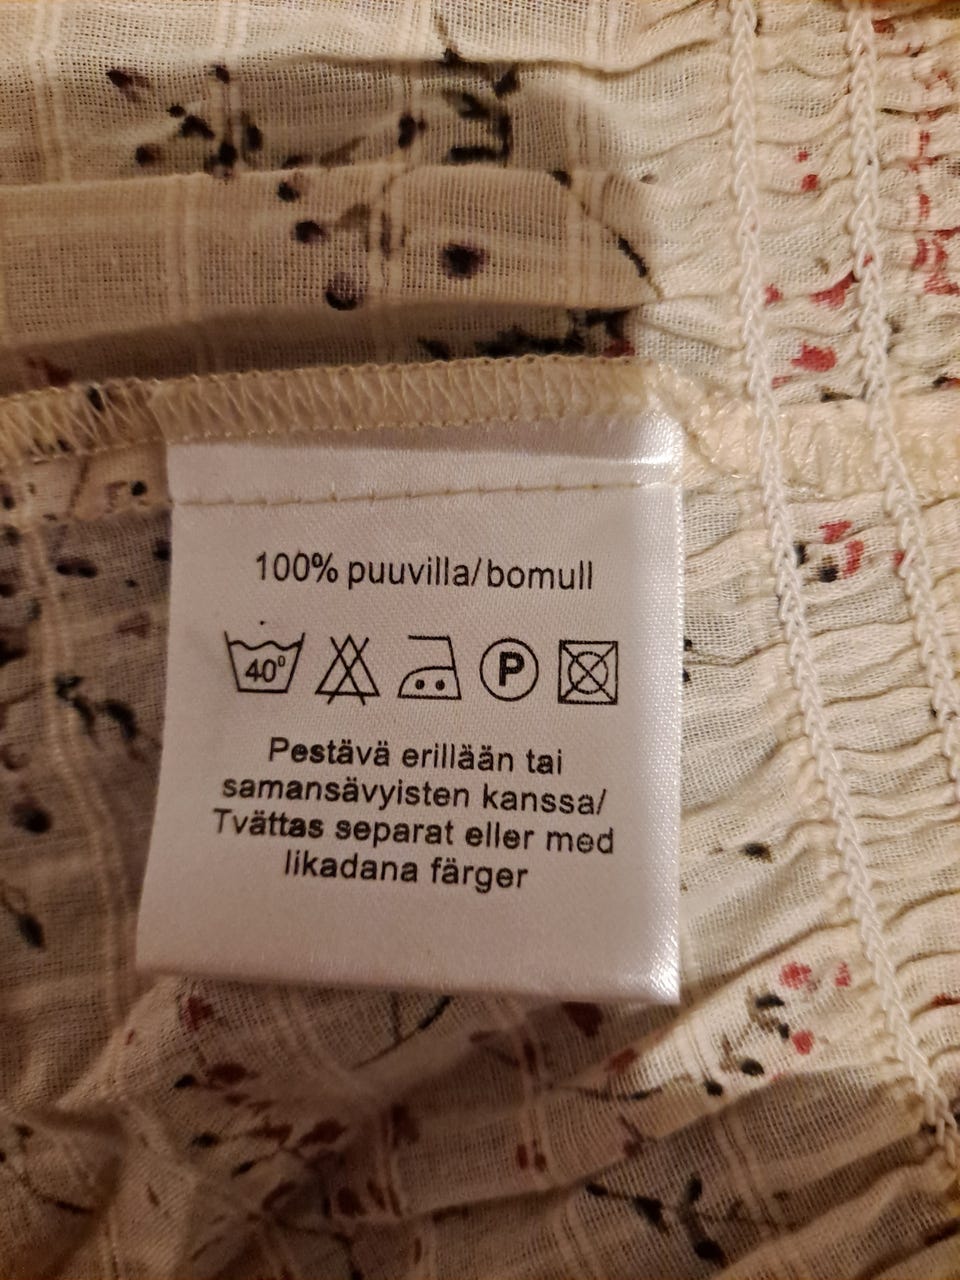 100% puuvilla/bomull
40° P
Pestävä erillään tai
samansävyisten kanssa/
Tvättas separat eller med
likadana färger